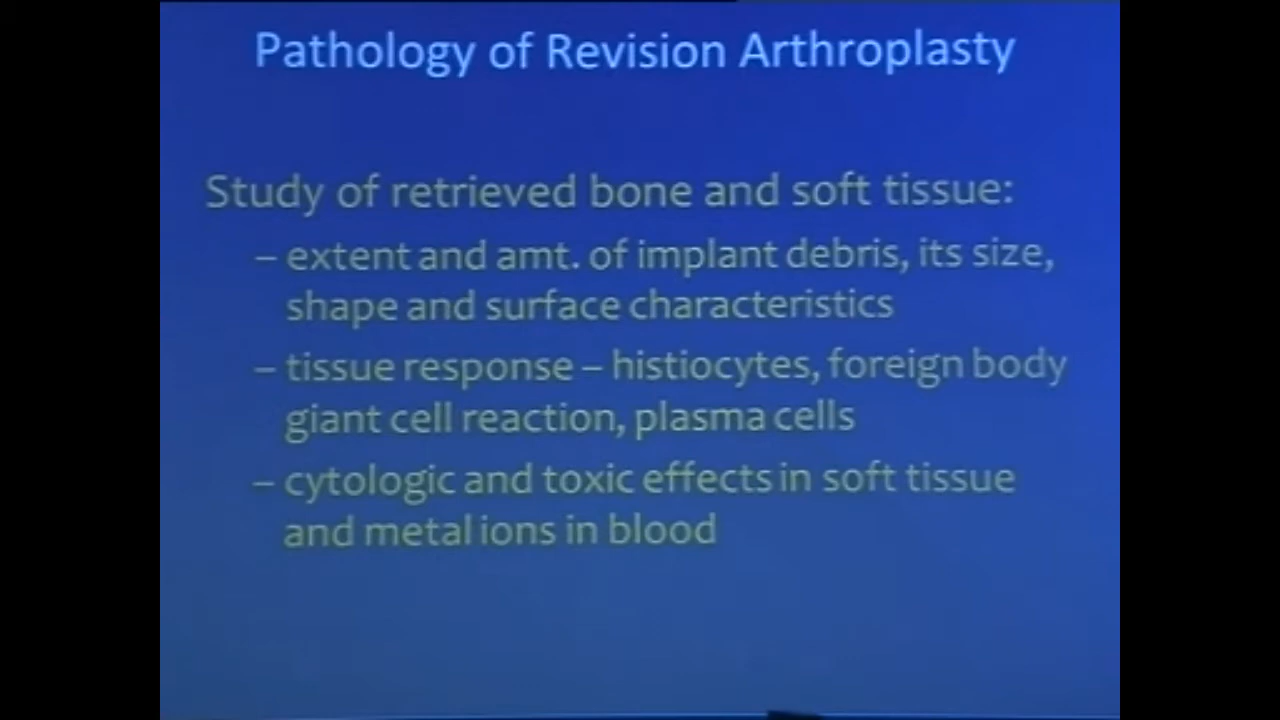 Pathology of Revision Arthroplasty
Study of retrieved bone and soft tissue:
– extent and amt. of implant debris, its size,
shape and surface characteristics
– tissue response – histiocytes, foreign body
giant cell reaction, plasma cells
– cytologic and toxic effects in soft tissue
and metal ions in blood